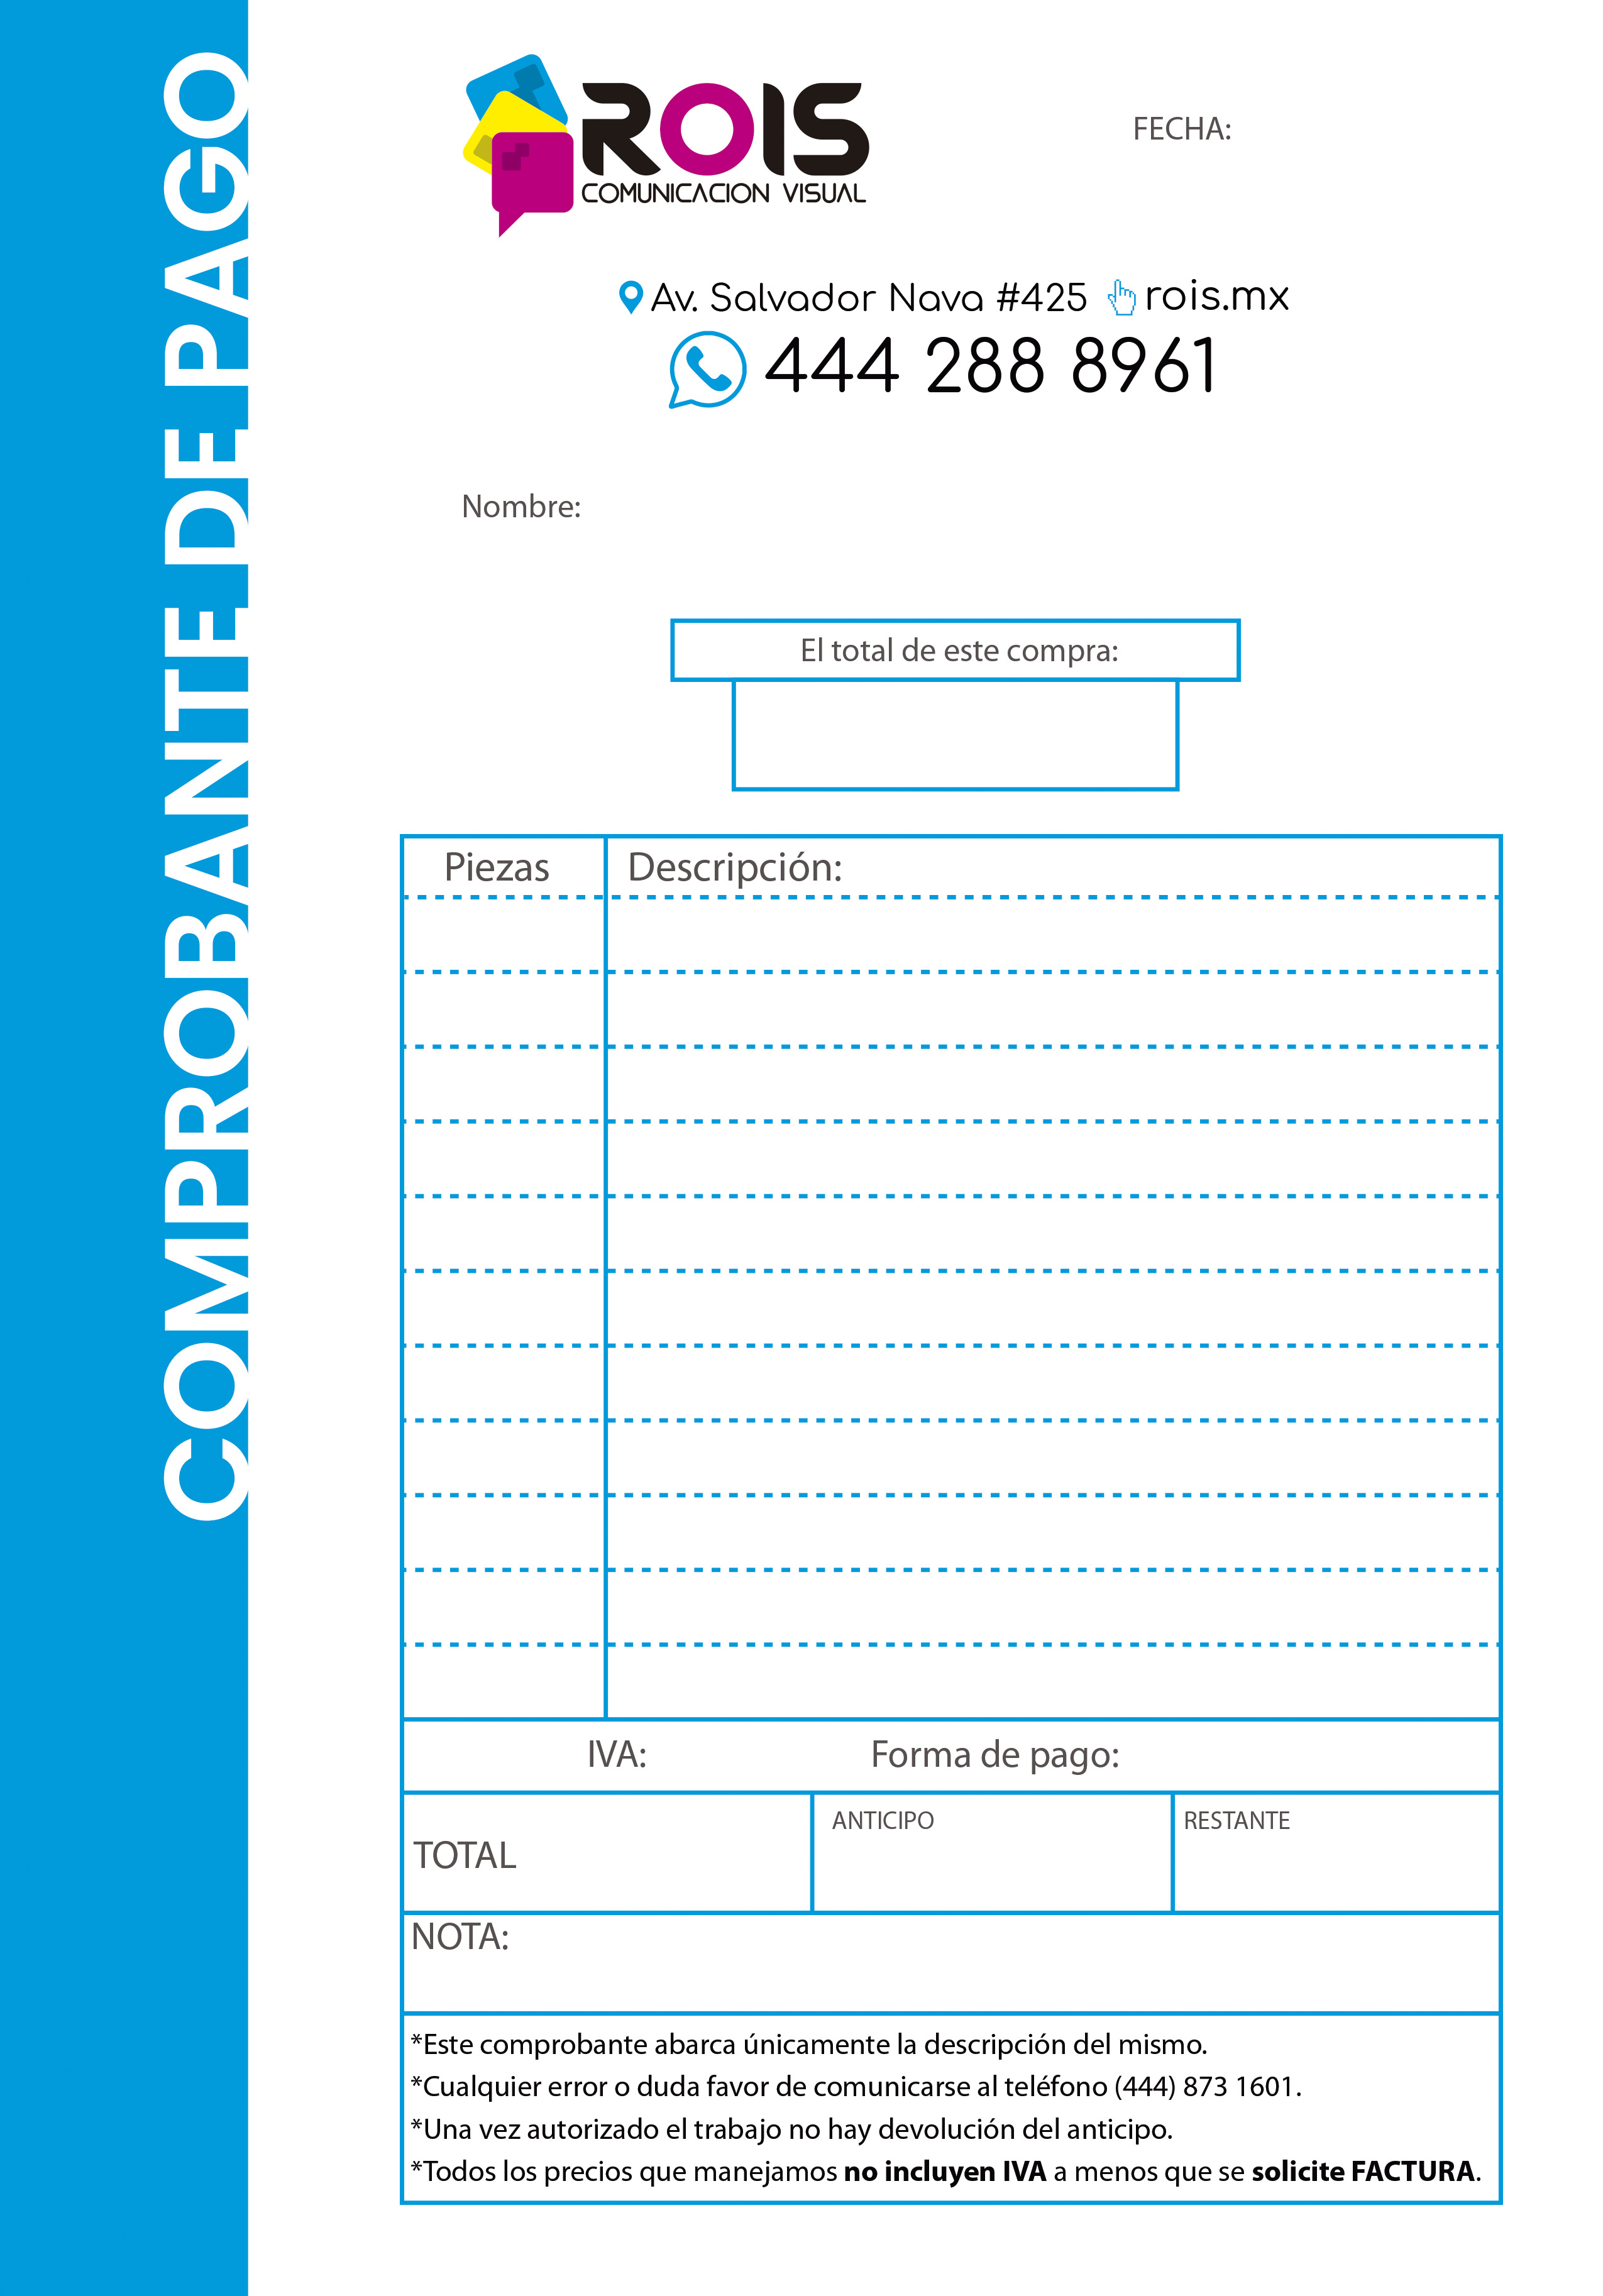 COMPROBANTE DE PAGO
ROIS
COMUNICACION VISUAL
FECHA:
Av. Salvador Nava #425 rois.mx
444 288 8961
Nombre:
El total de este compra:
Piezas Descripción:
IVA: Forma de pago:
TOTAL ANTICIPO RESTANTE
NOTA:
*Este comprobante abarca únicamente la descripción del mismo.
*Cualquier error o duda favor de comunicarse al teléfono (444) 873 1601.
*Una vez autorizado el trabajo no hay devolución del anticipo.
*Todos los precios que manejamos no incluyen IVA a menos que se solicite FACTURA.